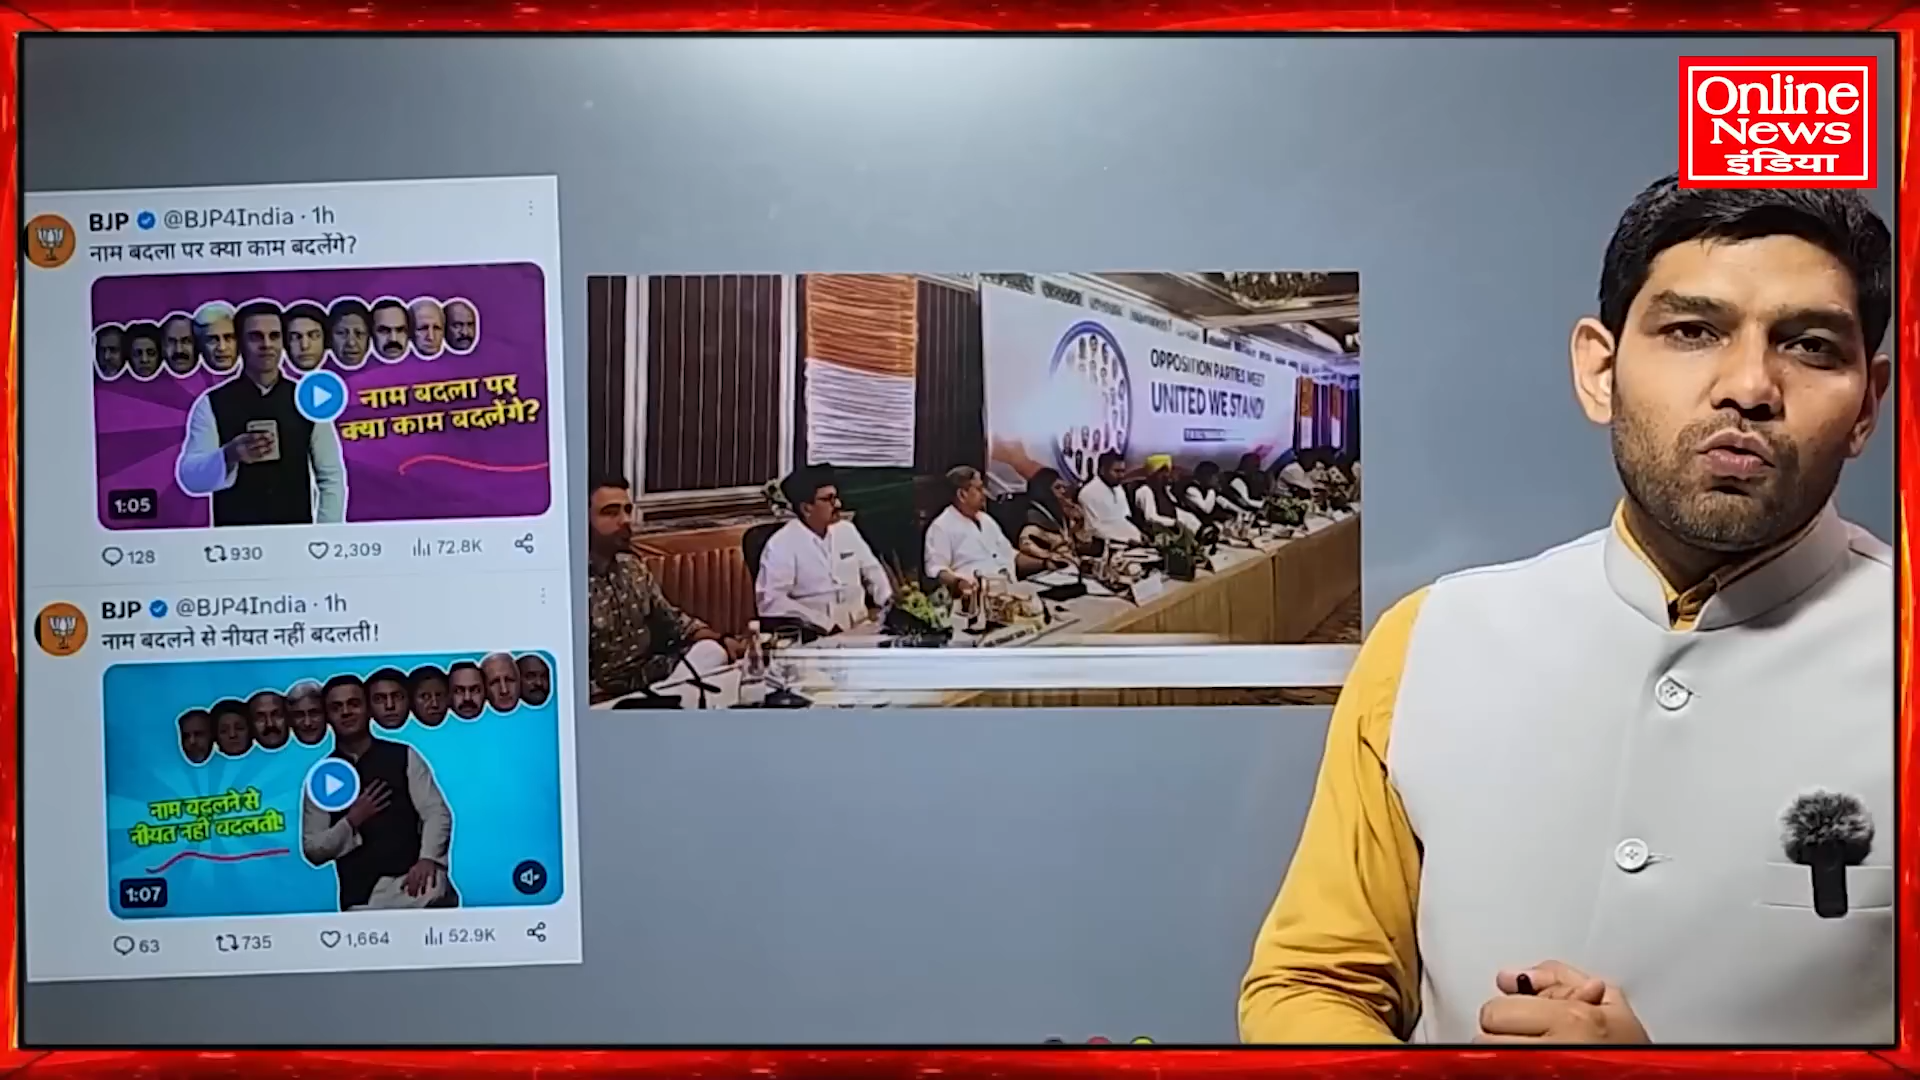 Online
News
इंडिया
BJP @BJP4India · 1h
नाम बदला पर क्या काम बदलेंगे?
नाम बदला पर
क्या काम बदलेंगे?
1:05
128 930 2,309 72.8K
BJP @BJP4India · 1h
नाम बदलने से नीयत नहीं बदलती!
नाम बदलने से
नीयत नहीं बदलती!
1:07
63 735 1,664 52.9K
OPPOSITION PARTIES MEET
UNITED WE STAND